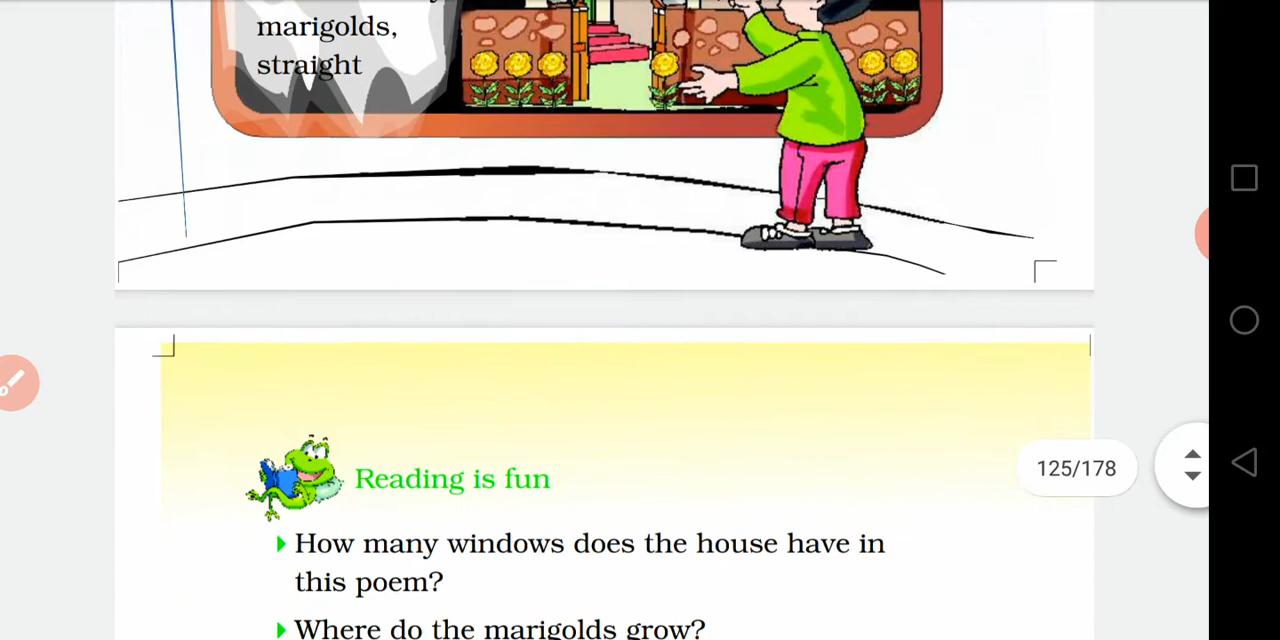 marigolds,
straight
125/178
Reading is fun
How many windows does the house have in
this poem?
Where do the marigolds grow?